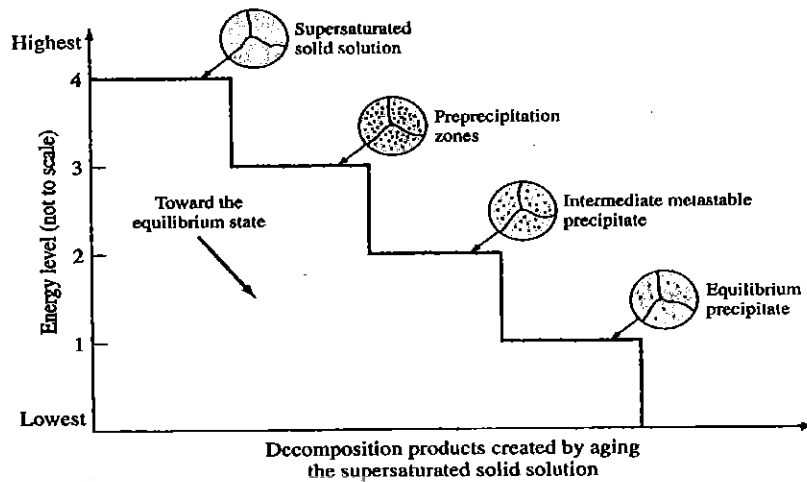 Highest
Supersaturated
solid solution
4
Preprecipitation
zones
3
Energy level (not to scale)
Toward the
equilibrium state
Intermediate metastable
precipitate
2
Equilibrium
precipitate
1
Lowest
Decomposition products created by aging
the supersaturated solid solution